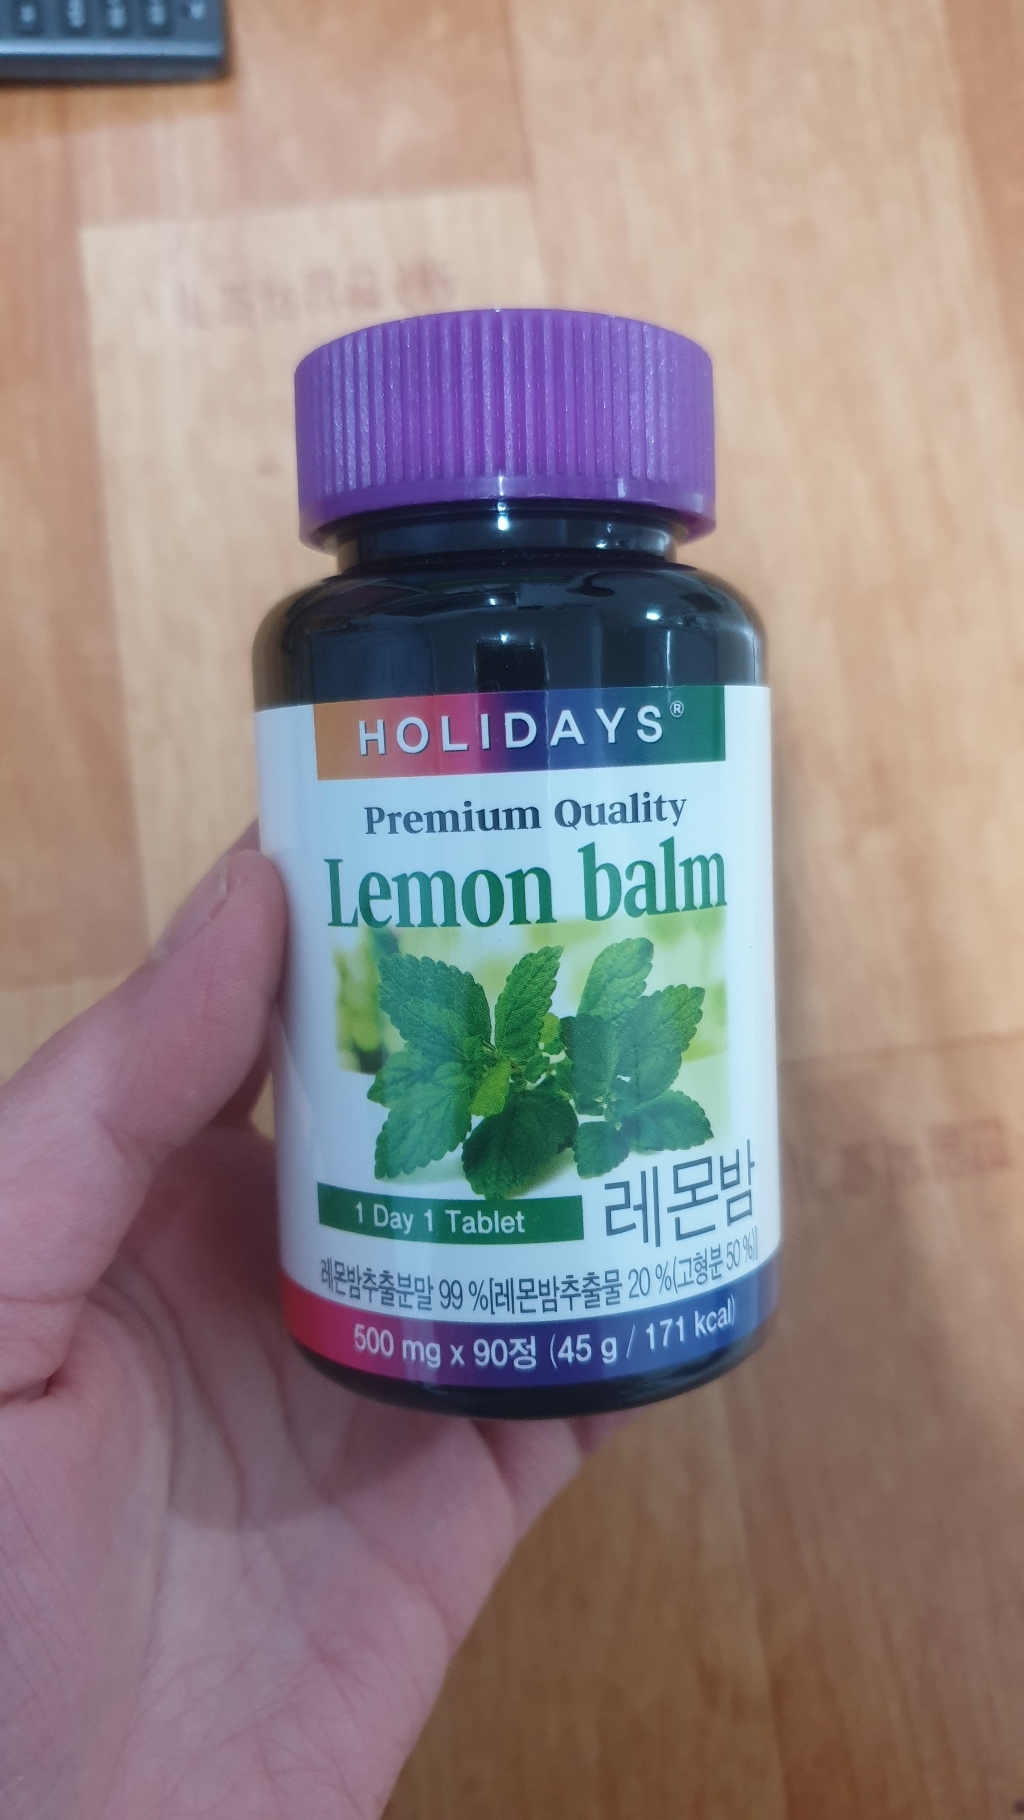 HOLIDAYS®
Premium Quality
Lemon balm
1 Day 1 Tablet
레몬밤
레몬밤추출분말 99 %[레몬밤추출물 20 %(고형분 50 %)]
500 mg x 90정 (45 g / 171 kcal)